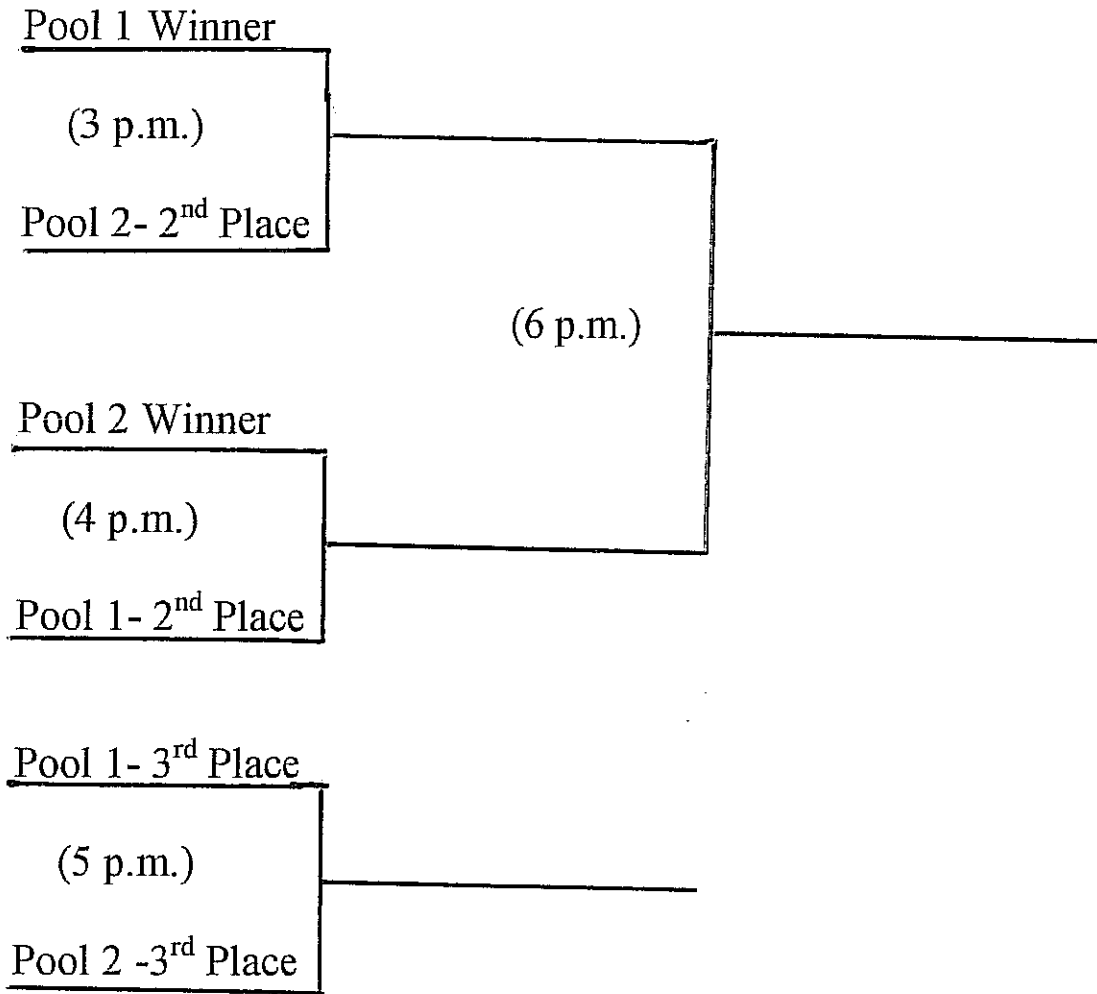 Pool 1 Winner
(3 p.m.)
Pool 2- 2nd Place
(6 p.m.)
Pool 2 Winner
(4 p.m.)
Pool 1- 2nd Place
Pool 1- 3rd Place
(5 p.m.)
Pool 2 -3rd Place